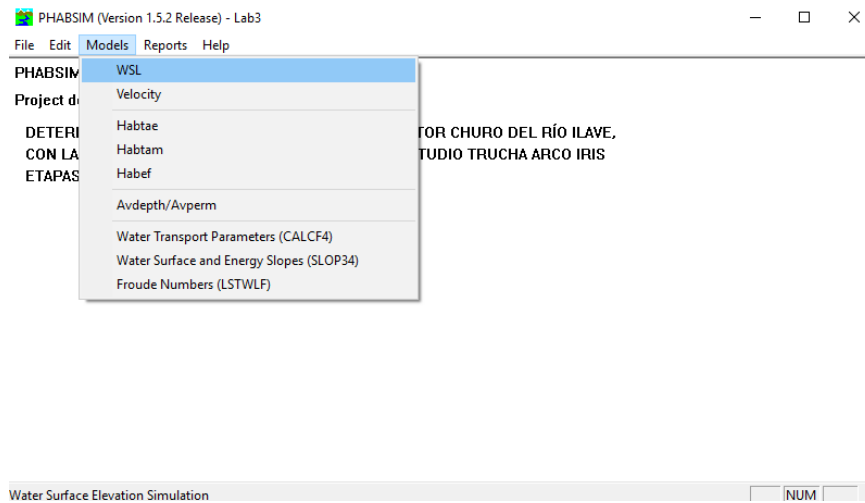 PHABSIM (Version 1.5.2 Release) - Lab3
File Edit Models Reports Help
PHABSIM
Project d
DETER
CON LA
ETAPAS
WSL
Velocity
Habtae
Habtam
Habef
Avdepth/Avperm
Water Transport Parameters (CALCF4)
Water Surface and Energy Slopes (SLOP34)
Froude Numbers (LSTWLF)
TOR CHURO DEL RÍO ILAVE,
TUDIO TRUCHA ARCO IRIS
Water Surface Elevation Simulation
NUM